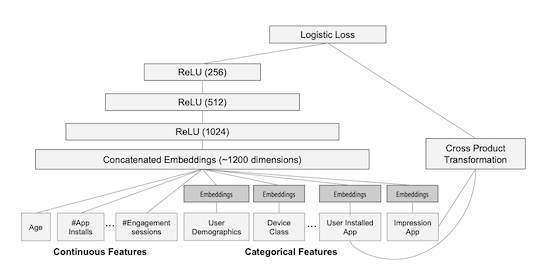 Logistic Loss
ReLU (256)
ReLU (512)
ReLU (1024)
Concatenated Embeddings (~1200 dimensions)
Cross Product
Transformation
Embeddings
Embeddings
Embeddings
Embeddings
Age
#App
Installs
...
#Engagement
sessions
User
Demographics
Device
Class
...
User Installed
App
Impression
App
Continuous Features
Categorical Features